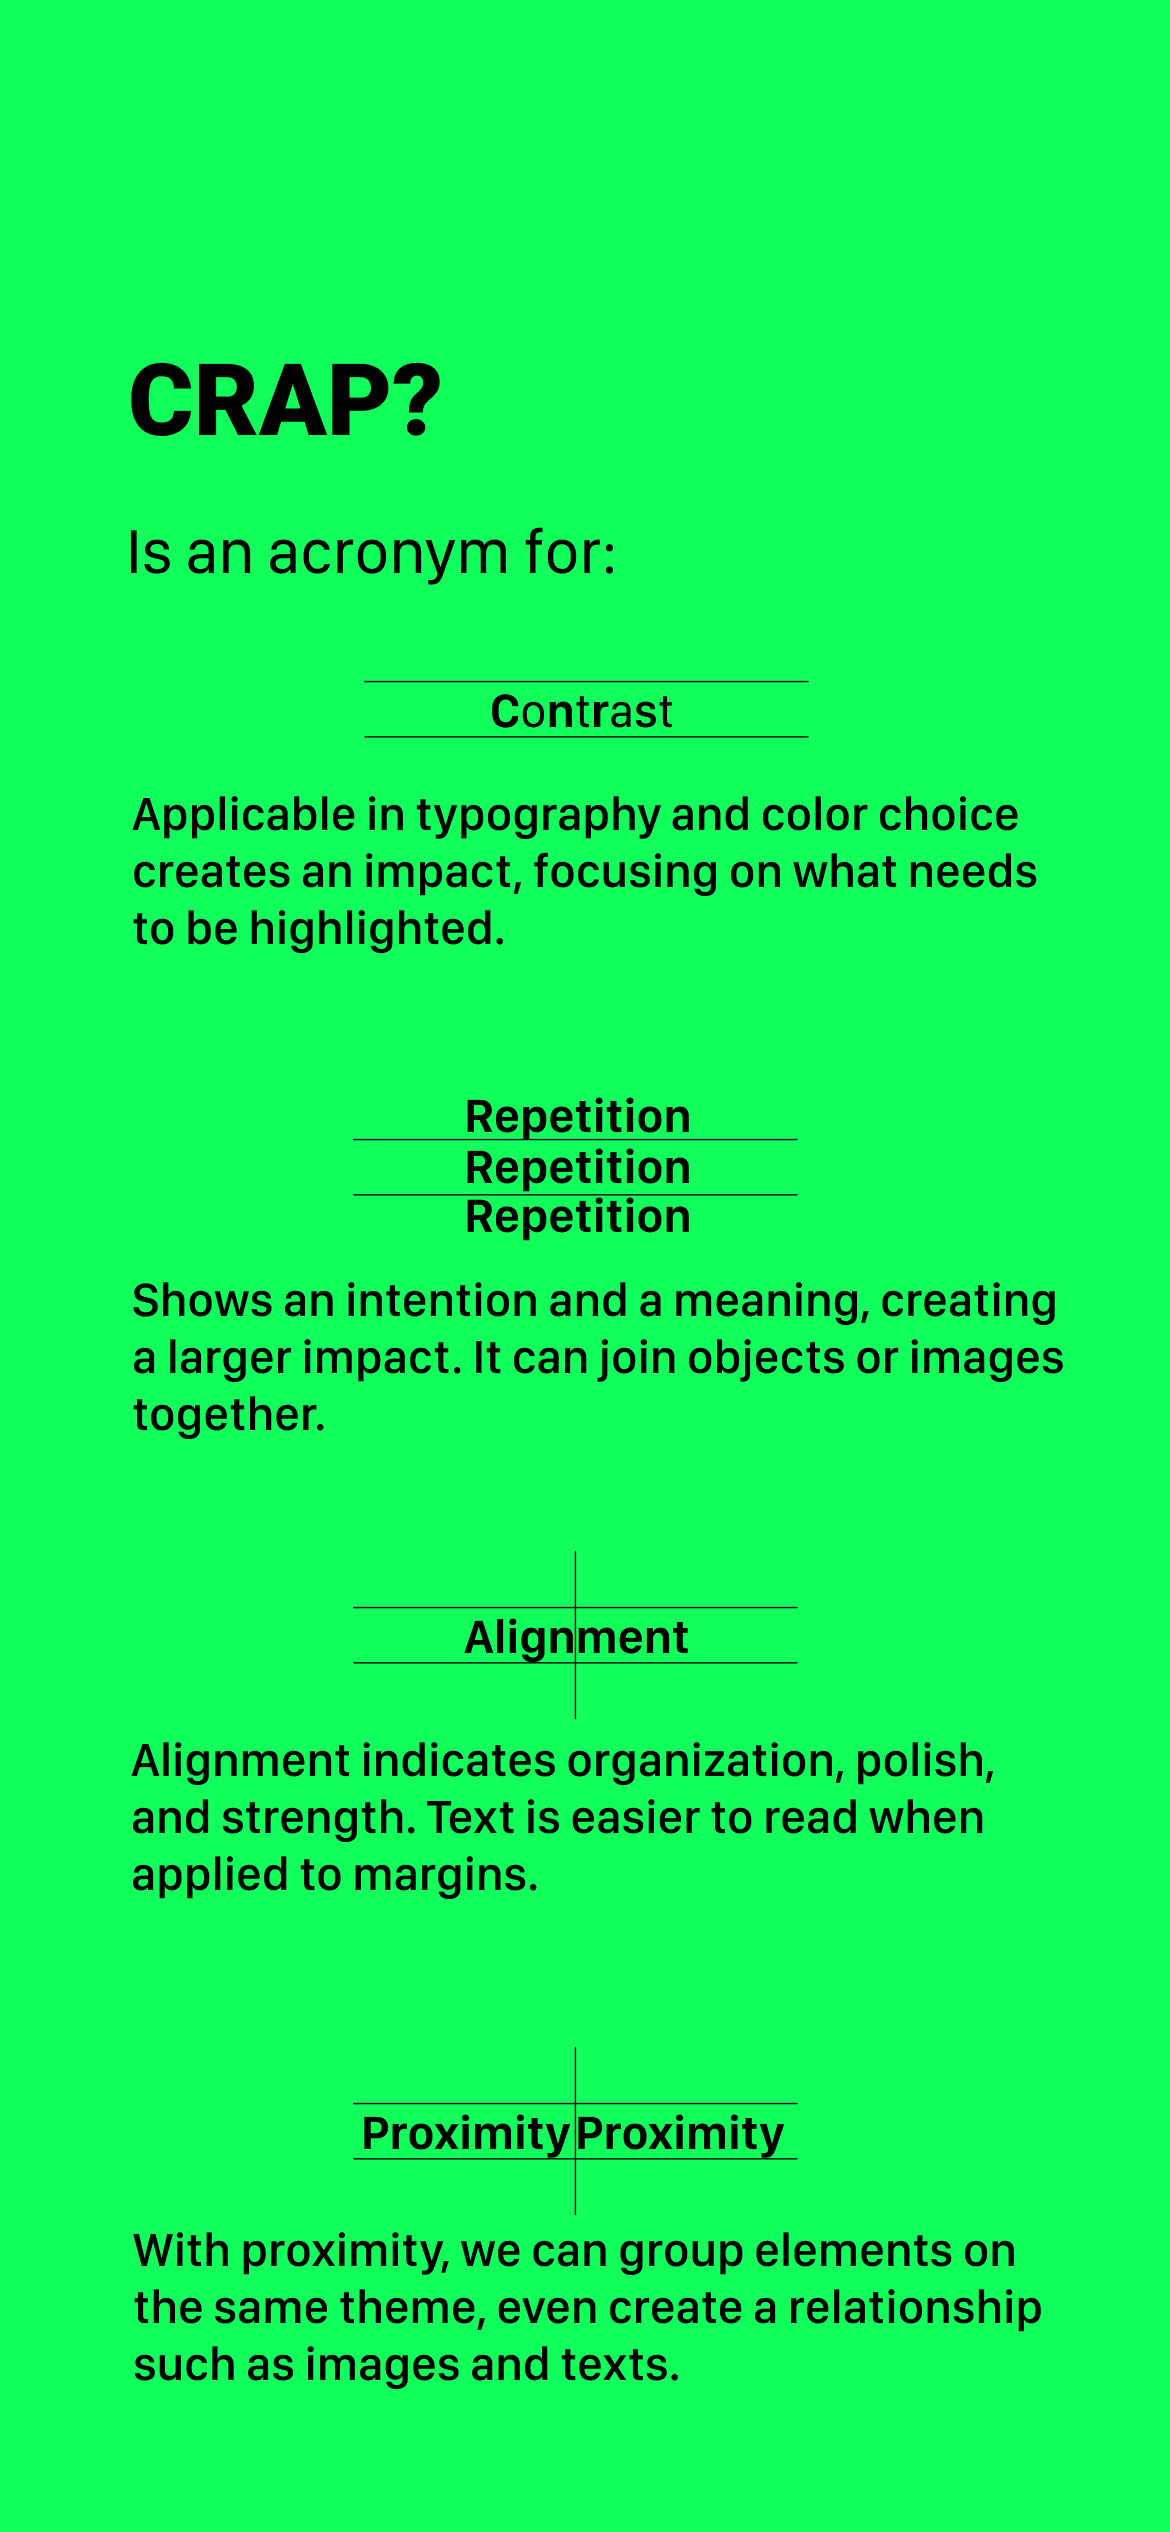 CRAP?
Is an acronym for:
Contrast
Applicable in typography and color choice
creates an impact, focusing on what needs
to be highlighted.
Repetition
Repetition
Repetition
Shows an intention and a meaning, creating
a larger impact. It can join objects or images
together.
Alignment
Alignment indicates organization, polish,
and strength. Text is easier to read when
applied to margins.
Proximity Proximity
With proximity, we can group elements on
the same theme, even create a relationship
such as images and texts.